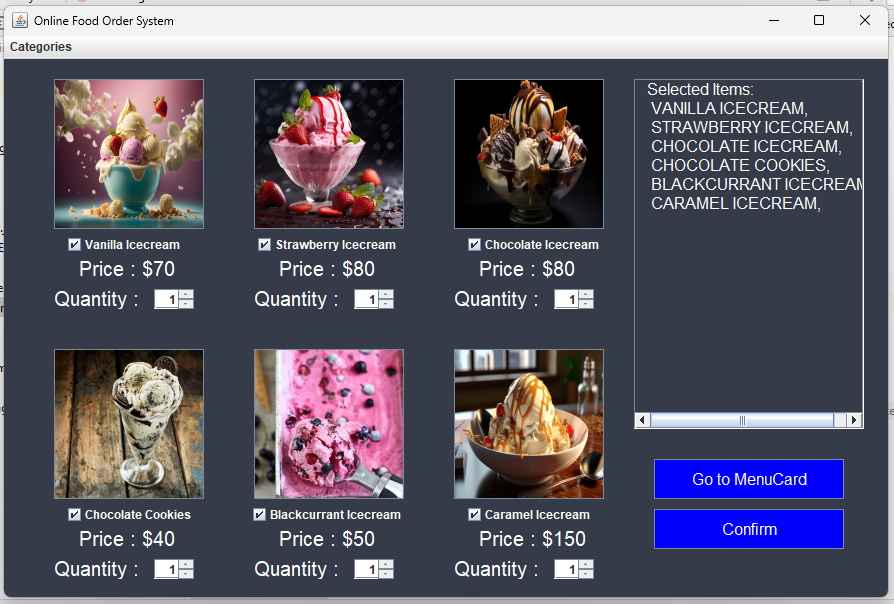 Online Food Order System
Categories
Vanilla Icecream
Price : $70
Quantity : 1
Strawberry Icecream
Price : $80
Quantity : 1
Chocolate Icecream
Price : $80
Quantity : 1
Chocolate Cookies
Price : $40
Quantity : 1
Blackcurrant Icecream
Price : $50
Quantity : 1
Caramel Icecream
Price : $150
Quantity : 1
Selected Items:
VANILLA ICECREAM,
STRAWBERRY ICECREAM,
CHOCOLATE ICECREAM,
CHOCOLATE COOKIES,
BLACKCURRANT ICECREAM
CARAMEL ICECREAM,
Go to MenuCard
Confirm